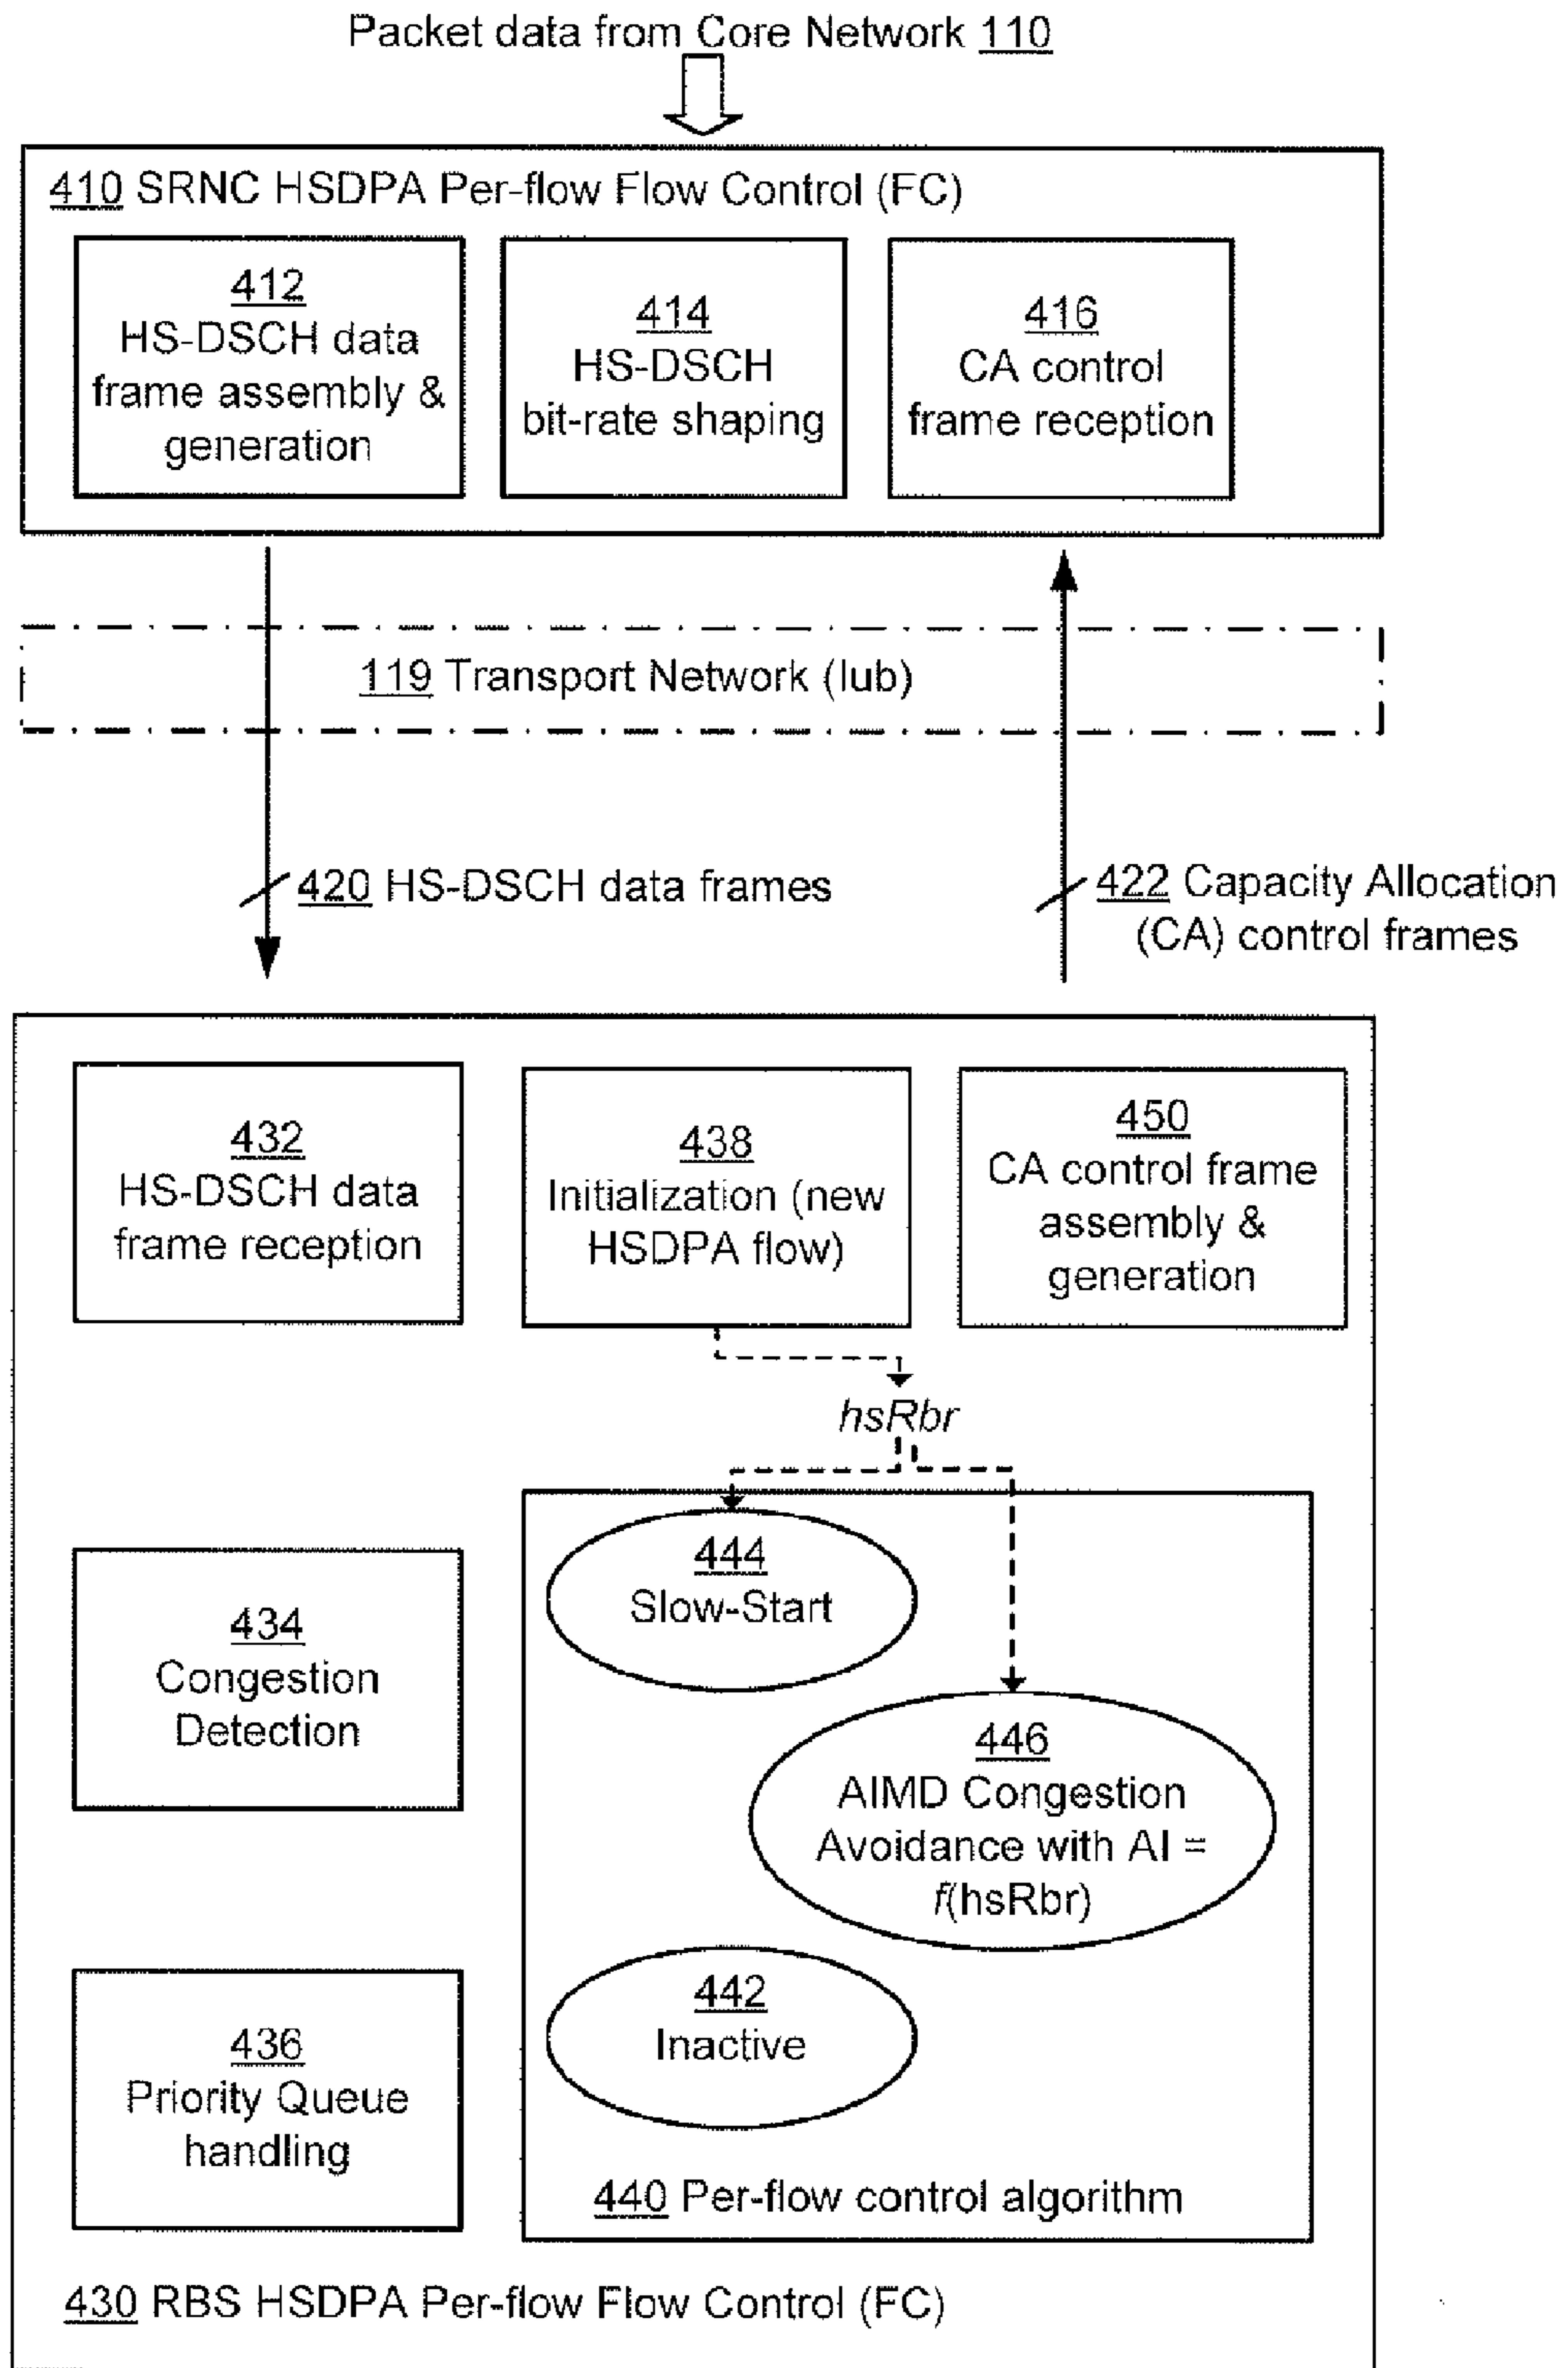 Packet data from Core Network 110
410 SRNC HSDPA Per-flow Flow Control (FC)
412
HS-DSCH data
frame assembly &
generation
414
HS-DSCH
bit-rate shaping
416
CA control
frame reception
119 Transport Network (Iub)
420 HS-DSCH data frames
422 Capacity Allocation
(CA) control frames
432
HS-DSCH data
frame reception
438
Initialization (new
HSDPA flow)
450
CA control frame
assembly &
generation
hsRbr
444
Slow-Start
434
Congestion
Detection
446
AIMD Congestion
Avoidance with AI =
f(hsRbr)
442
Inactive
436
Priority Queue
handling
440 Per-flow control algorithm
430 RBS HSDPA Per-flow Flow Control (FC)